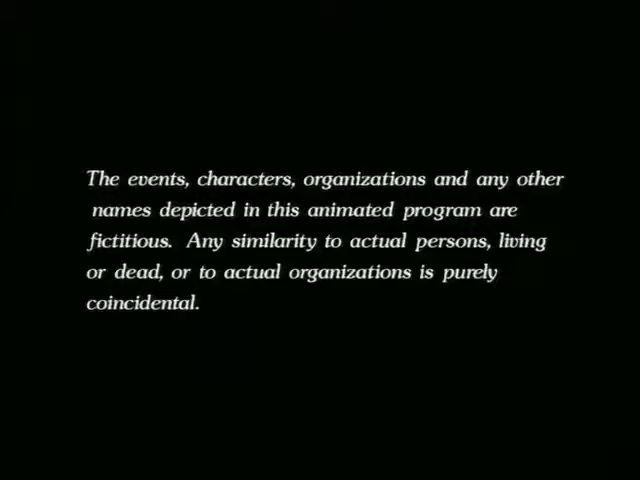 The events, characters, organizations and any other
names depicted in this animated program are
fictitious. Any similarity to actual persons, living
or dead, or to actual organizations is purely
coincidental.